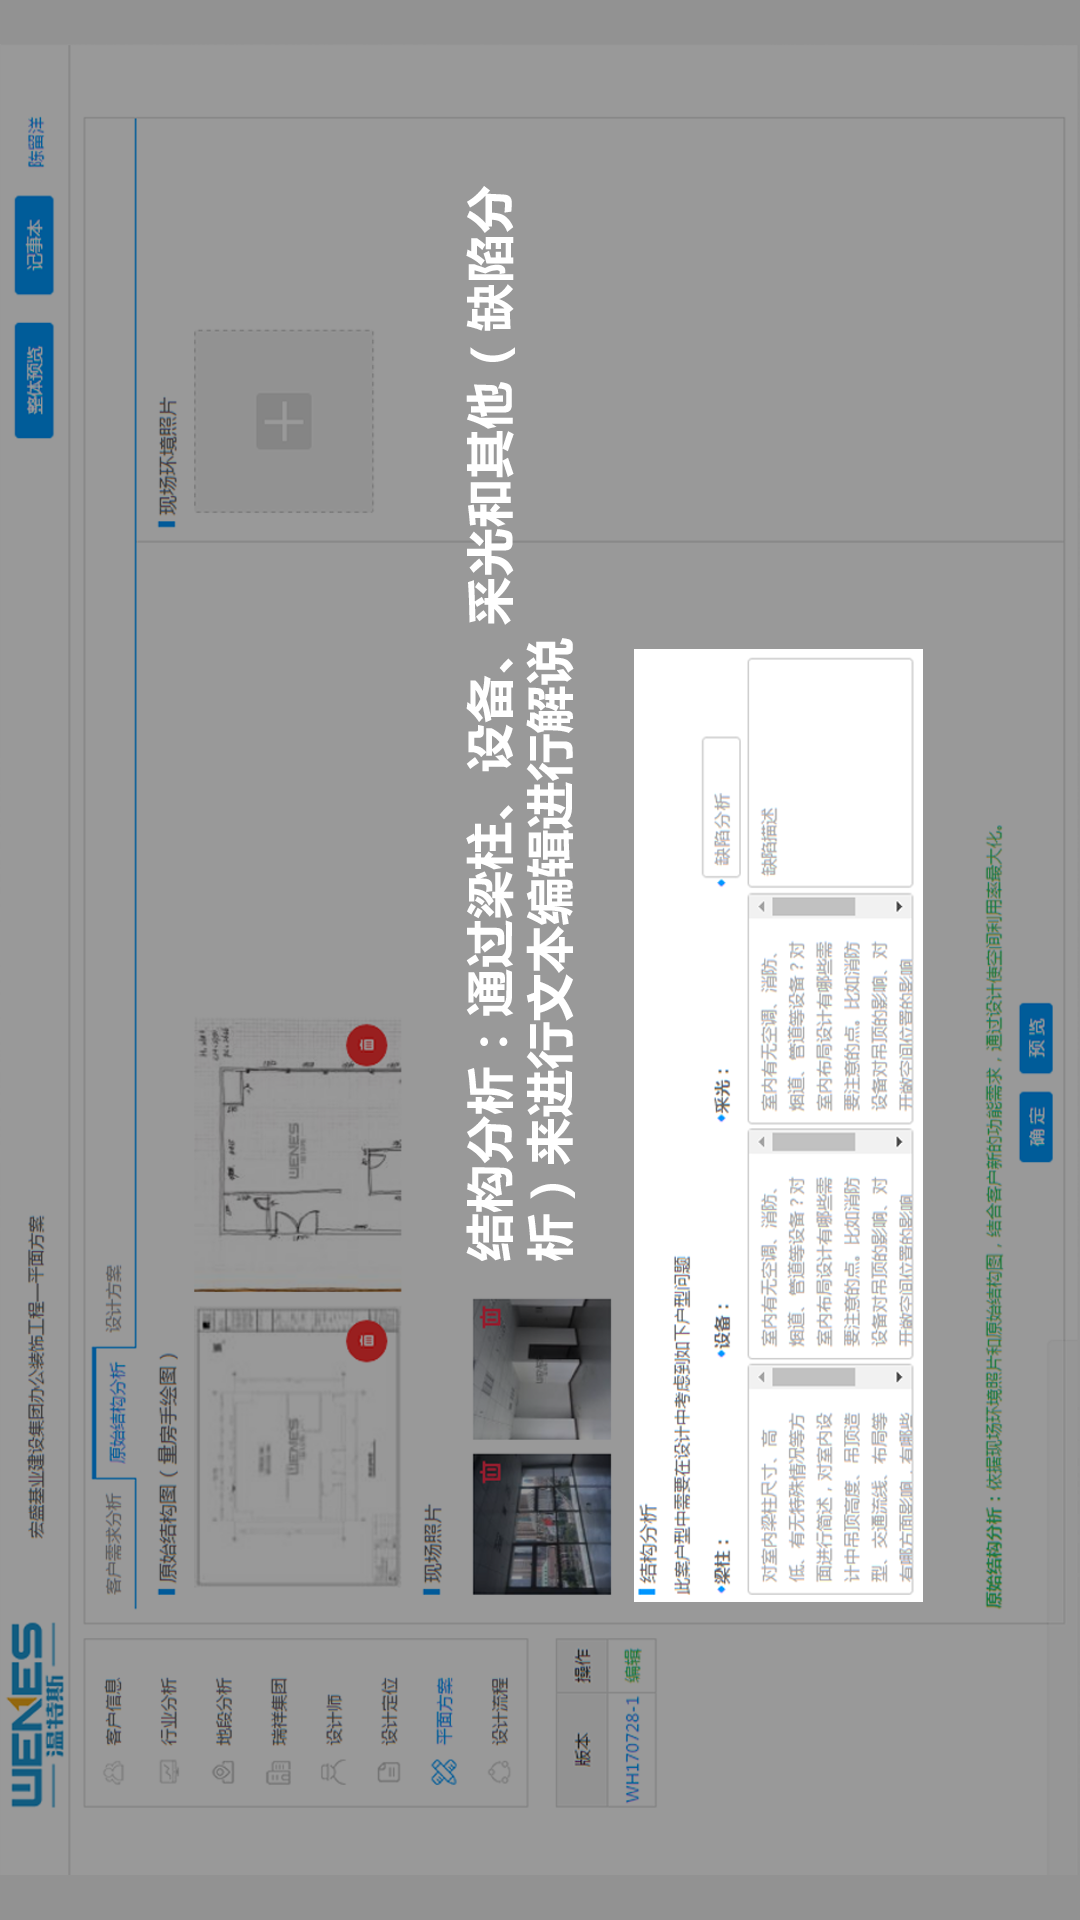 WENES
温特斯
宏盛基业建设集团办公装饰工程—平面方案
整体预览
记事本
陈留洋
客户信息
行业分析
地段分析
瑞祥集团
设计师
设计定位
平面方案
设计流程
版本
操作
WH170728-1
编辑
客户需求分析
原始结构分析
设计方案
原始结构图（量房手绘图）
现场环境照片
WENES
WENES
现场照片
结构分析：通过梁柱、设备、采光和其他（缺陷分
析）来进行文本编辑进行解说
结构分析
此案户型中需要在设计中考虑到如下户型问题
梁柱：
设备：
采光：
缺陷分析
对室内梁柱尺寸、高
低、有无特殊情况等方
面进行简述，对室内设
计中吊顶高度、吊顶造
型、交通流线、布局等
有哪方面影响，有哪些
室内有无空调、消防、
烟道、管道等设备？对
室内布局设计有哪些需
要注意的点。比如消防
设备对吊顶的影响、对
开敞空间位置的影响
室内有无空调、消防、
烟道、管道等设备？对
室内布局设计有哪些需
要注意的点。比如消防
设备对吊顶的影响、对
开敞空间位置的影响
缺陷描述
原始结构分析：依据现场环境照片和原始结构图，结合客户新的功能需求，通过设计使空间利用率最大化。
确 定
预 览